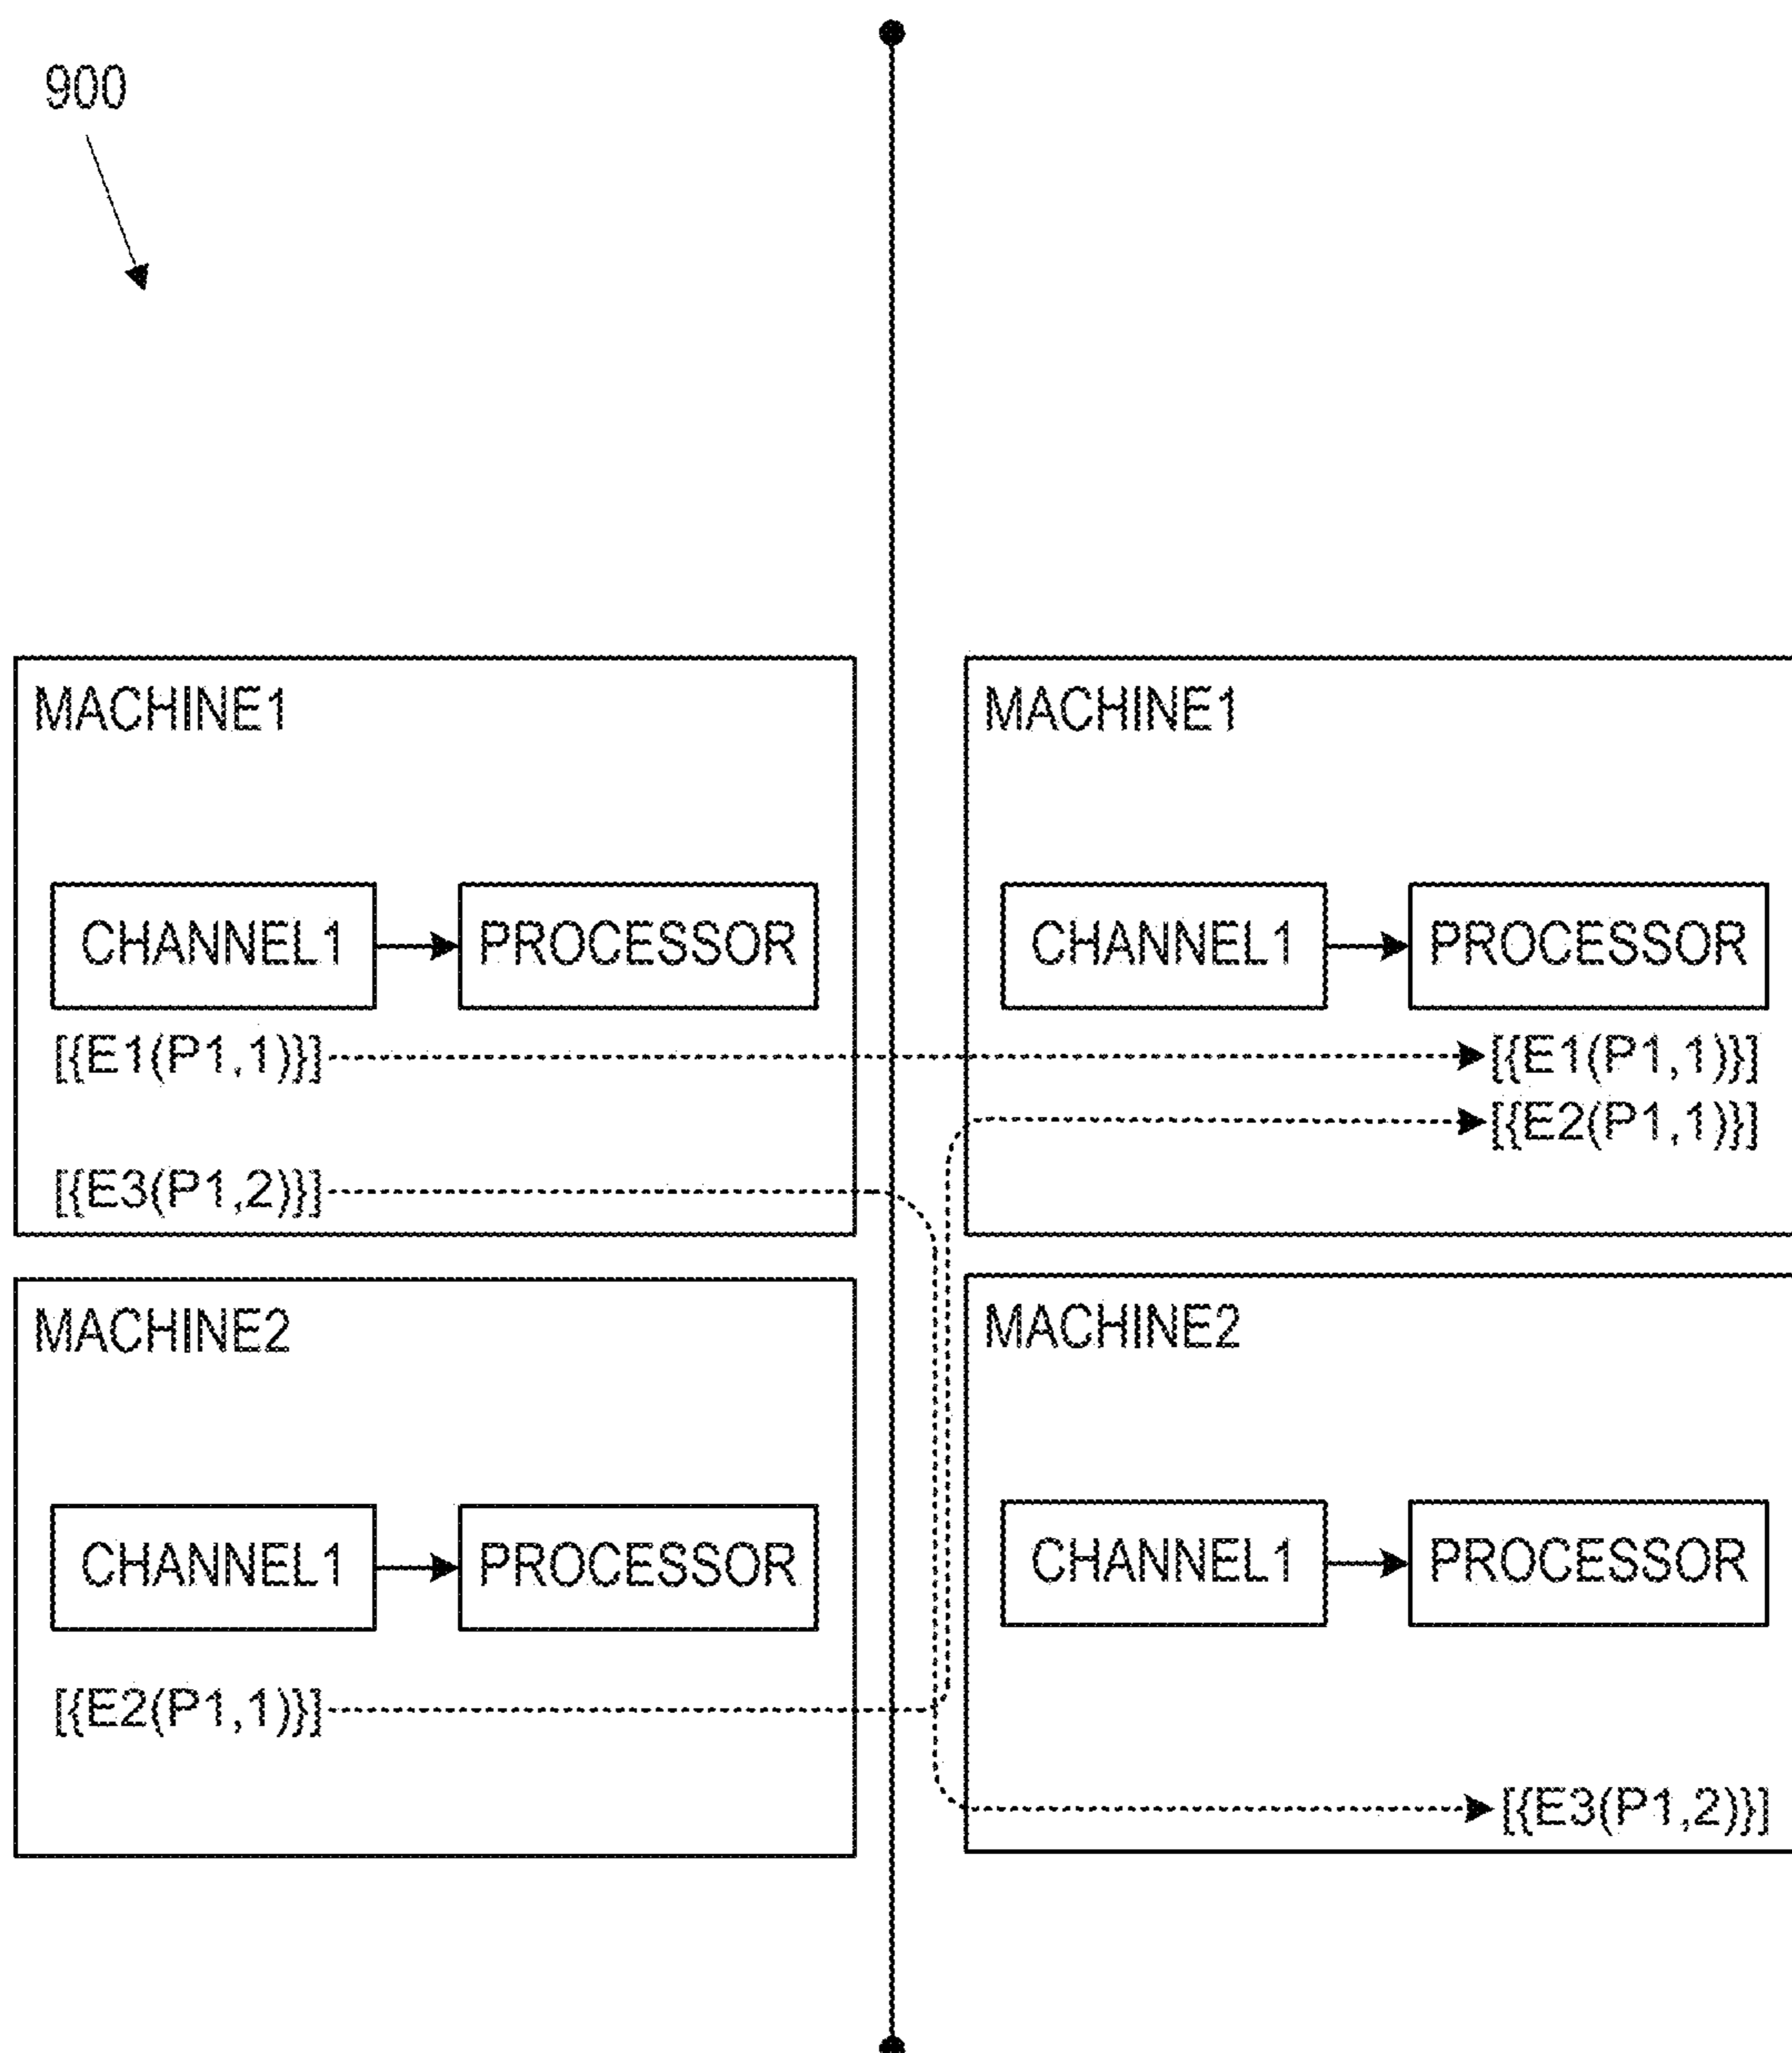 900
MACHINE1
CHANNEL1
PROCESSOR
[{E1(P1,1)}]
[{E3(P1,2)}]
MACHINE2
CHANNEL1
PROCESSOR
[{E2(P1,1)}]
MACHINE1
CHANNEL1
PROCESSOR
[{E1(P1,1)}]
[{E2(P1,1)}]
MACHINE2
CHANNEL1
PROCESSOR
[{E3(P1,2)}]